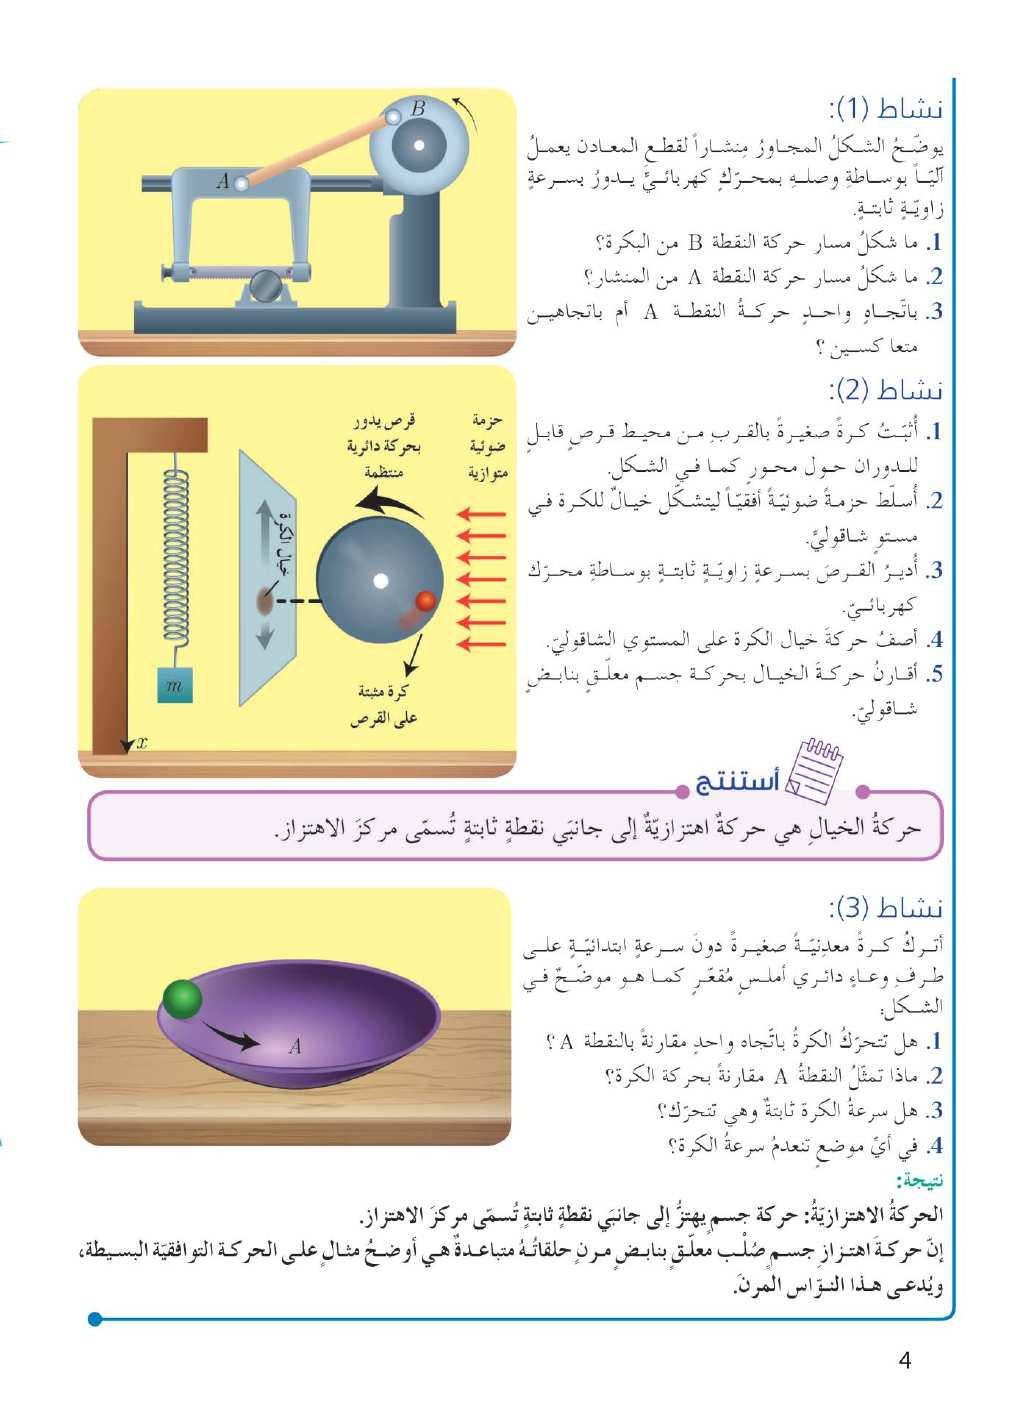 نشاط (1):
يوضّحُ الشكلُ المجاورُ مِنشاراً لقطعِ المعادن يعملُ
آليّاً بوساطةِ وصلهِ بمحرّكٍ كهربائيٍّ يدورُ بسرعةٍ
زاويّةٍ ثابتةٍ.
1. ما شكلُ مسار حركة النقطة B من البكرة؟
2. ما شكلُ مسار حركة النقطة A من المنشار؟
3. باتّجاهٍ واحدٍ حركةُ النقطة A أم باتجاهين
متعاكسين؟
B
A
نشاط (2):
1. أُثبّتُ كرةً صغيرةً بالقربِ من محيط قرصٍ قابلٍ
للدوران حول محورٍ كما في الشكل.
2. أُسلّط حزمةً ضوئيّةً أفقيّاً ليتشكّل خيالٌ للكرة في
مستوٍ شاقوليٍّ.
3. أُديرُ القرصَ بسرعةٍ زاويّةٍ ثابتةٍ بوساطةِ محرّك
كهربائيّ.
4. أصفُ حركةَ خيال الكرة على المستوي الشاقوليّ.
5. أقارنُ حركةَ الخيال بحركة جسم معلّقٍ بنابضٍ
شاقوليّ.
حزمة
ضوئية
متوازية
قرص يدور
بحركة دائرية
منتظمة
خيال الكرة
كرة مثبتة
على القرص
m
x
أستنتج
حركةُ الخيالِ هي حركةٌ اهتزازيّةٌ إلى جانبَي نقطةٍ ثابتةٍ تُسمّى مركزَ الاهتزاز.
نشاط (3):
أتركُ كرةً معدنيّةً صغيرةً دونَ سرعةٍ ابتدائيّةٍ على
طرفِ وعاءٍ دائري أملسٍ مُقعّرٍ كما هو موضّحٌ في
الشكل:
1. هل تتحرّكُ الكرةُ باتّجاه واحدٍ مقارنةً بالنقطة A؟
2. ماذا تمثّلُ النقطةُ A مقارنةً بحركة الكرة؟
3. هل سرعةُ الكرة ثابتةٌ وهي تتحرّك؟
4. في أيّ موضعٍ تنعدمُ سرعةُ الكرة؟
A
نتيجة:
الحركةُ الاهتزازيّةُ: حركة جسمٍ يهتزُّ إلى جانبَي نقطةٍ ثابتةٍ تُسمّى مركزَ الاهتزاز.
إنّ حركةَ اهتزازِ جسمٍ صُلْبٍ معلّقٍ بنابضٍ مرنٍ حلقاتُهُ متباعدةٌ هي أوضحُ مثالٍ على الحركة التوافقيّة البسيطة،
ويُدعى هذا النوّاس المرنَ.
4